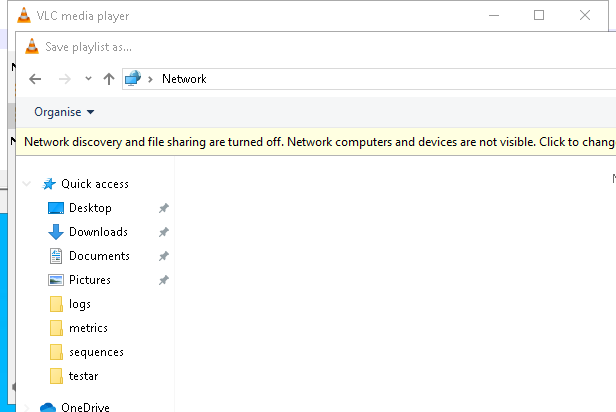 VLC media player
Save playlist as...
Network
Organise
Network discovery and file sharing are turned off. Network computers and devices are not visible. Click to chang
Quick access
Desktop
Downloads
Documents
Pictures
logs
metrics
sequences
testar
OneDrive